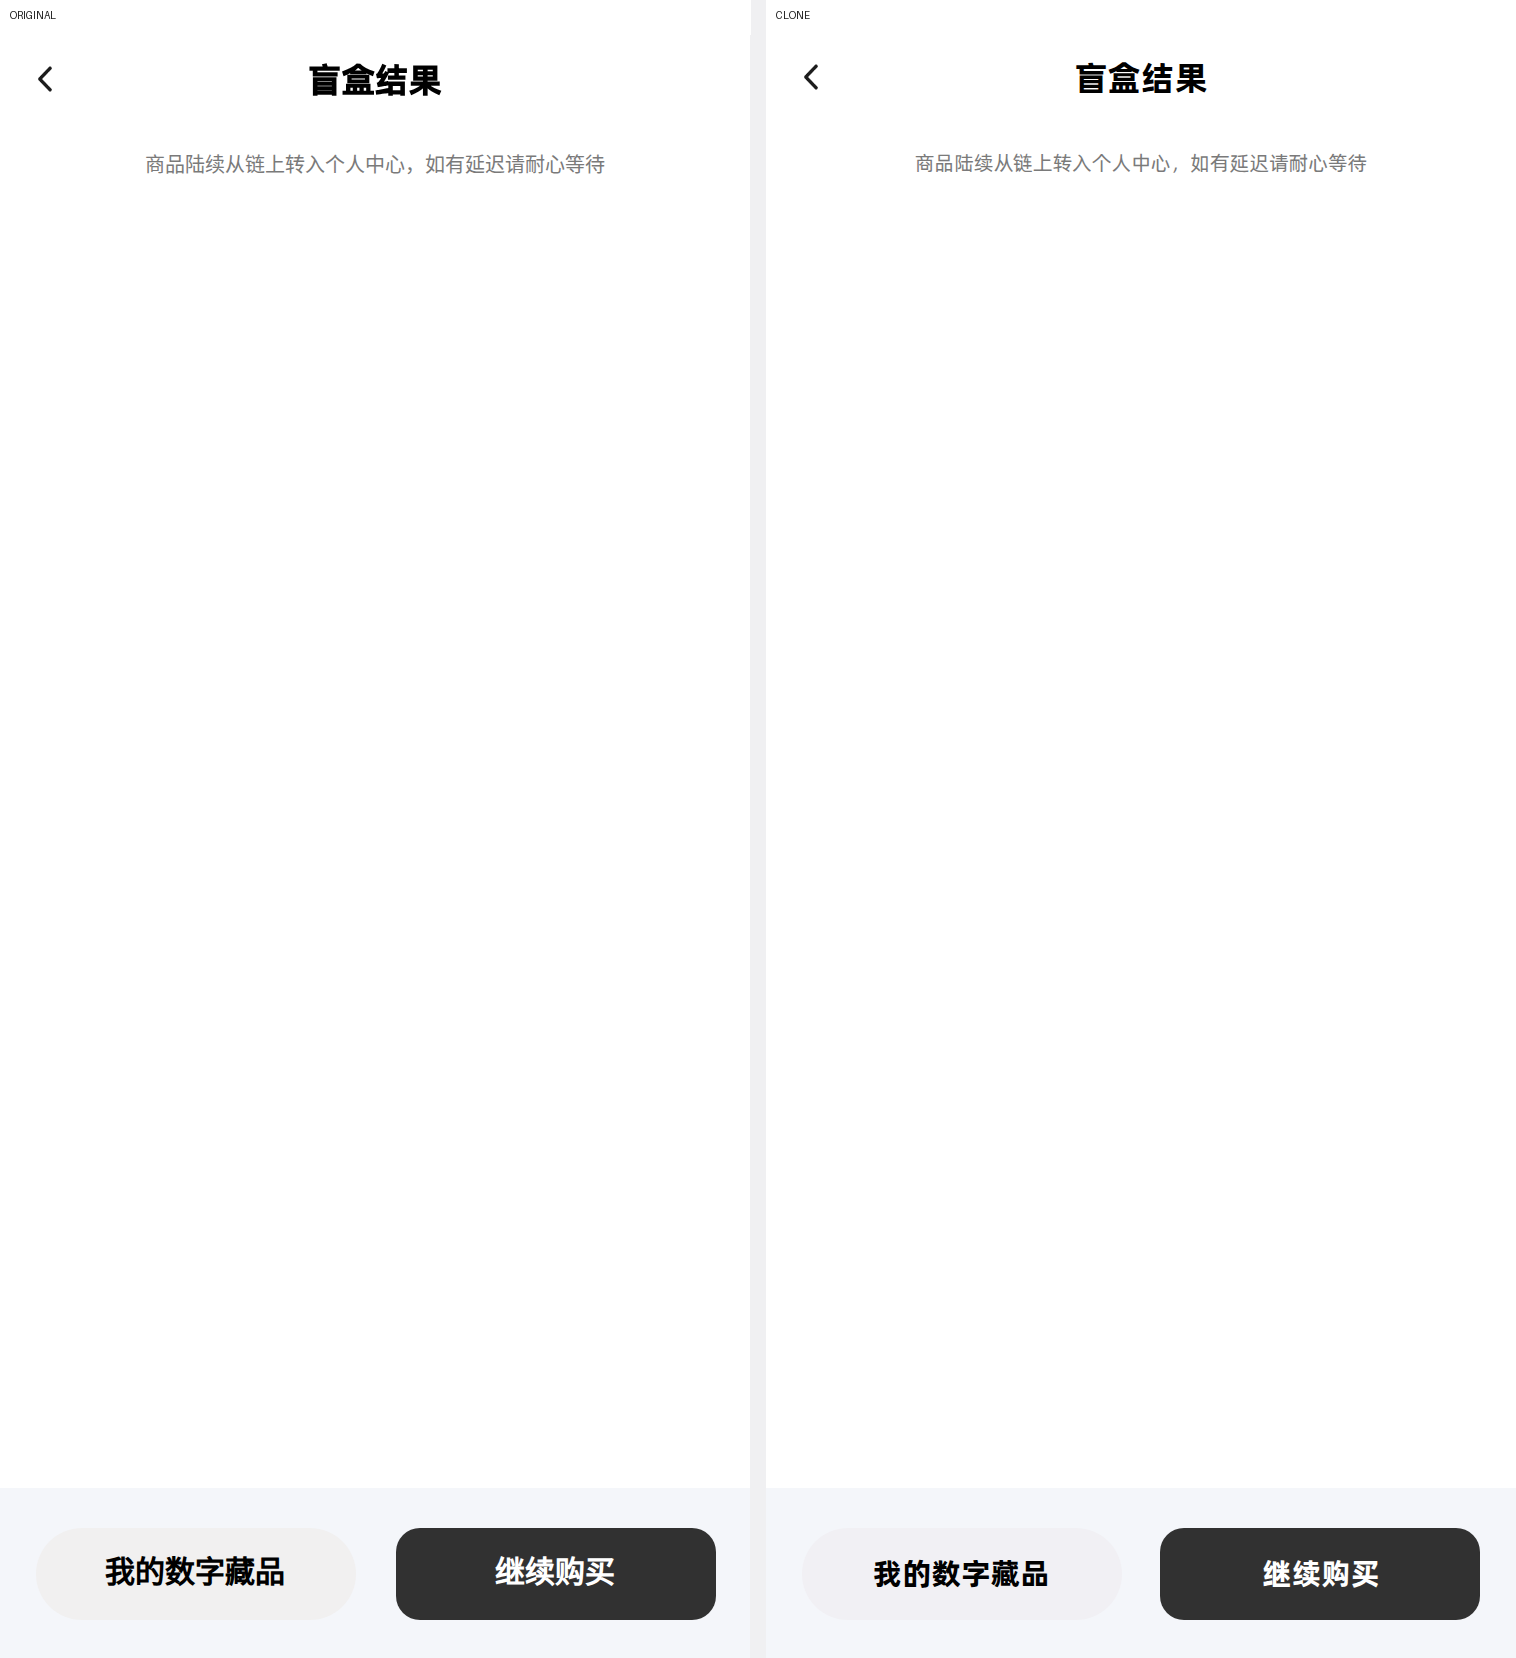 ORIGINAL
盲盒结果
商品陆续从链上转入个人中心，如有延迟请耐心等待
我的数字藏品
继续购买
CLONE
盲盒结果
商品陆续从链上转入个人中心，如有延迟请耐心等待
我的数字藏品
继续购买